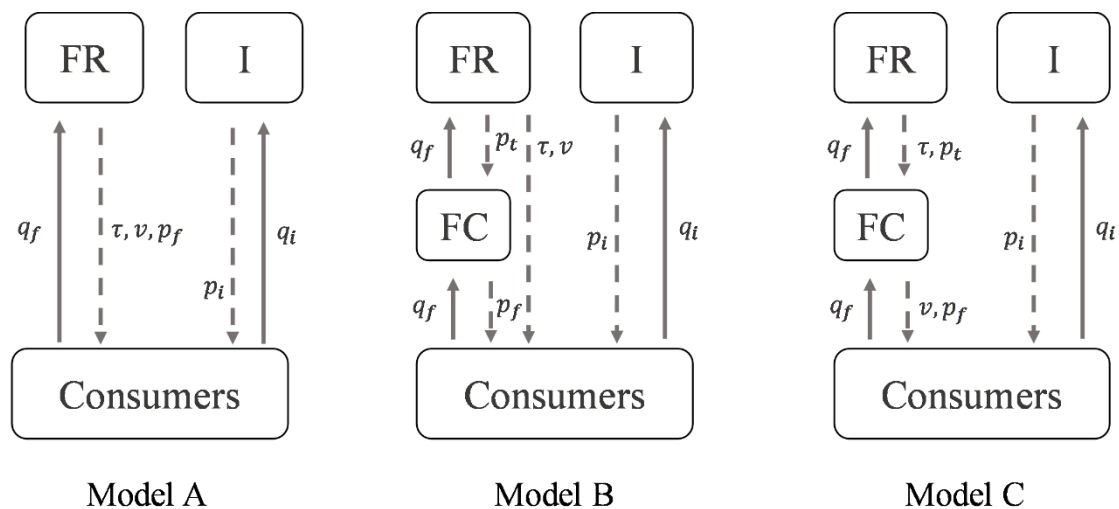 FR I FR I FR I
q_f p_t τ, v q_f τ, p_t
q_f τ, v, p_f q_i FC p_i q_i FC p_i q_i
p_i
q_f p_f q_f v, p_f
Consumers Consumers Consumers
Model A Model B Model C